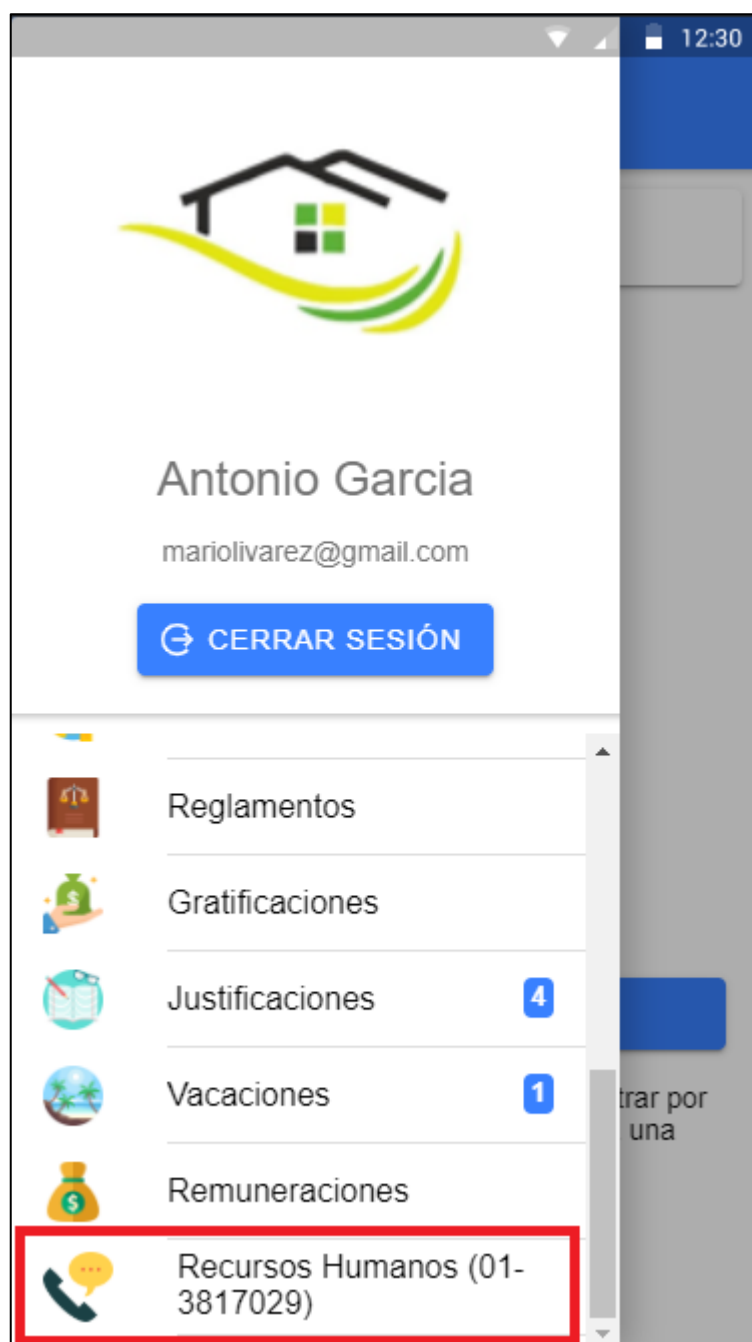 12:30
Antonio Garcia
mariolivarez@gmail.com
CERRAR SESIÓN
Reglamentos
Gratificaciones
Justificaciones 4
Vacaciones 1
Remuneraciones
Recursos Humanos (01-
3817029)
trar por
una